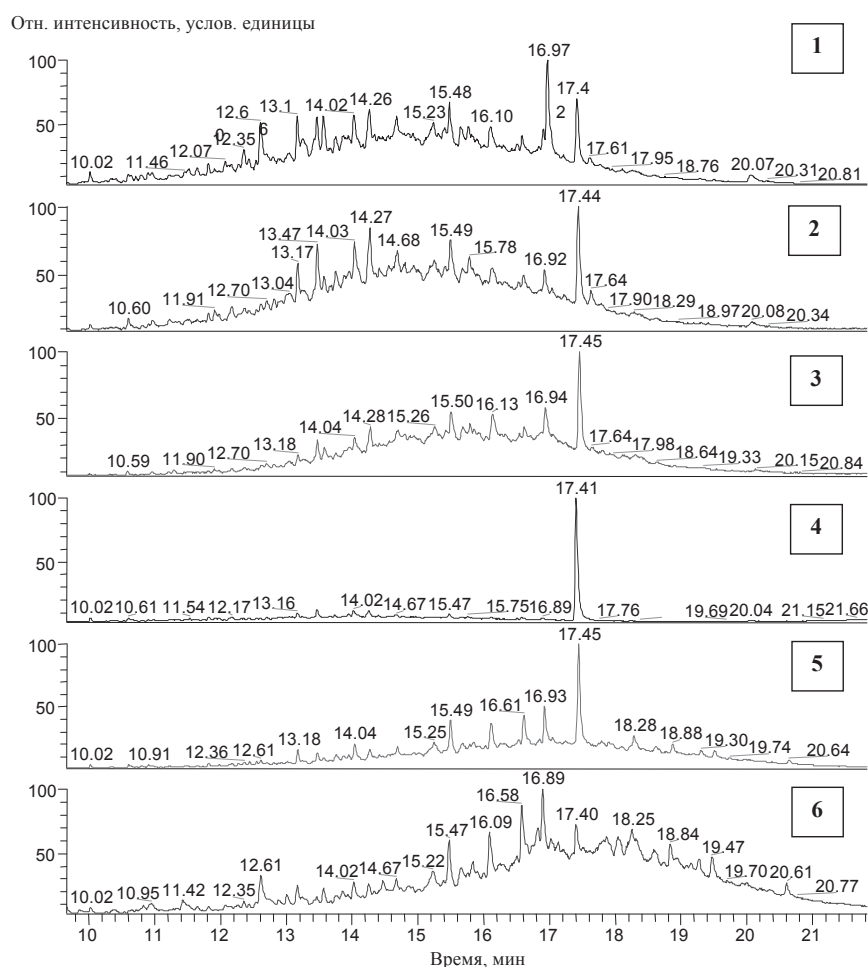 Отн. интенсивность, услов. единицы
1
100
50
10.02 11.46 12.07 12.35 12.6 0 6 13.1 14.02 14.26 15.23 15.48 16.10 16.97 17.4 2 17.61 17.95 18.76 20.07 20.31 20.81
2
100
50
10.60 11.91 12.70 13.04 13.17 13.47 14.03 14.27 14.68 15.49 15.78 16.92 17.44 17.64 17.90 18.29 18.97 20.08 20.34
3
100
50
10.59 11.90 12.70 13.18 14.04 14.28 15.26 15.50 16.13 16.94 17.45 17.64 17.98 18.64 19.33 20.15 20.84
4
100
50
10.02 10.61 11.54 12.17 13.16 14.02 14.67 15.47 15.75 16.89 17.41 17.76 19.69 20.04 21.15 21.66
5
100
50
10.02 10.91 12.36 12.61 13.18 14.04 15.25 15.49 16.61 16.93 17.45 18.28 18.88 19.30 19.74 20.64
6
100
50
10.02 10.95 11.42 12.35 12.61 14.02 14.67 15.22 15.47 16.09 16.58 16.89 17.40 18.25 18.84 19.47 19.70 20.61 20.77
10 11 12 13 14 15 16 17 18 19 20 21
Время, мин